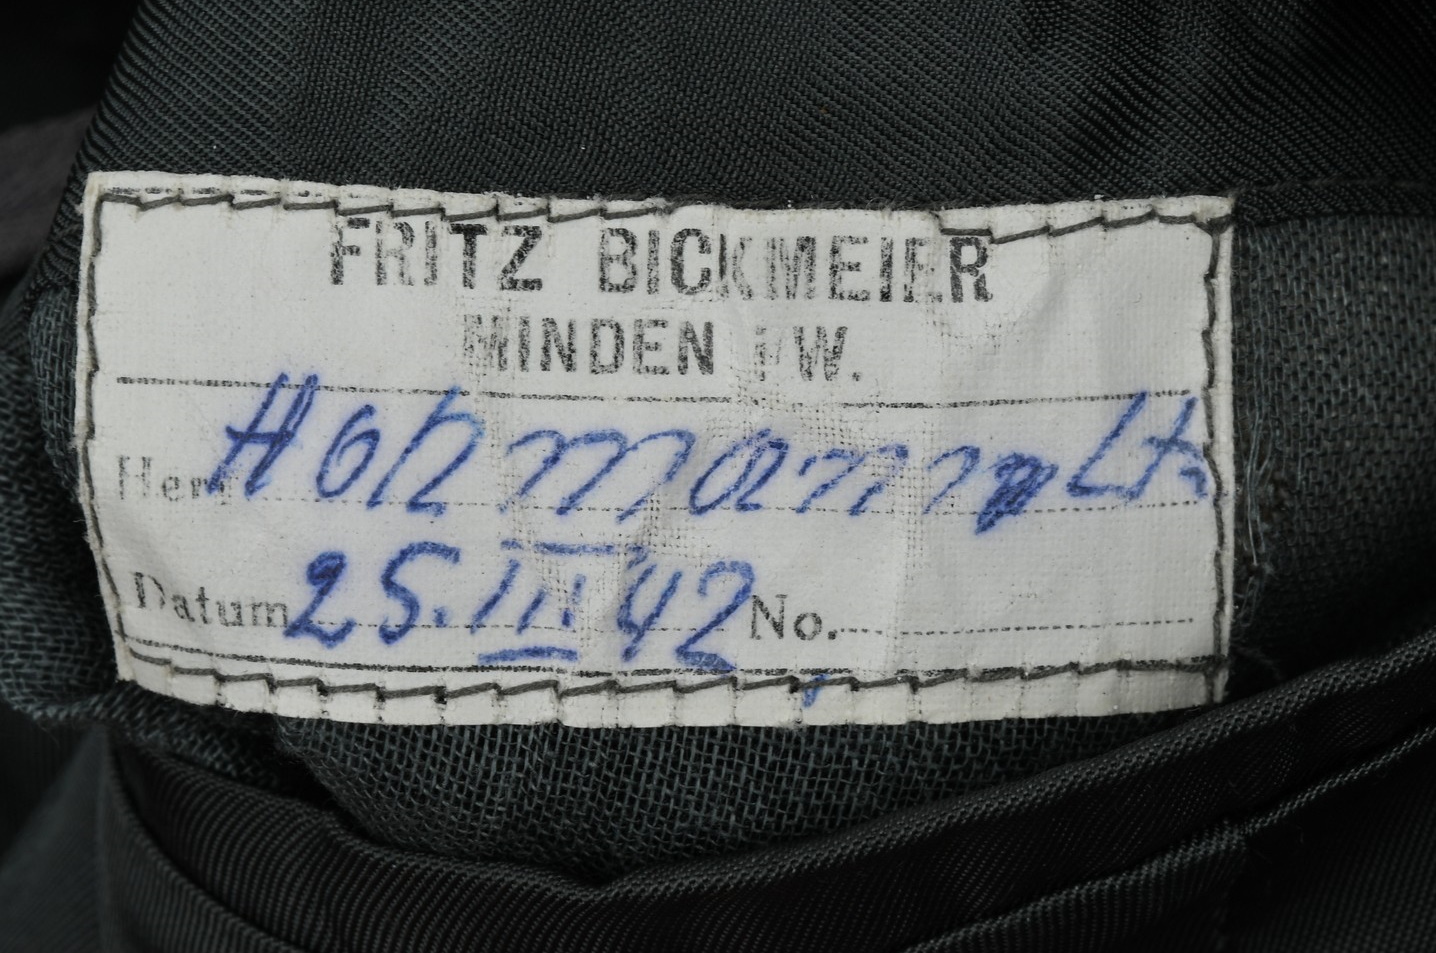 FRITZ BICKMEIER
MINDEN i/W.
Herr Hohmann Lt.
Datum 25. III. 42 No.